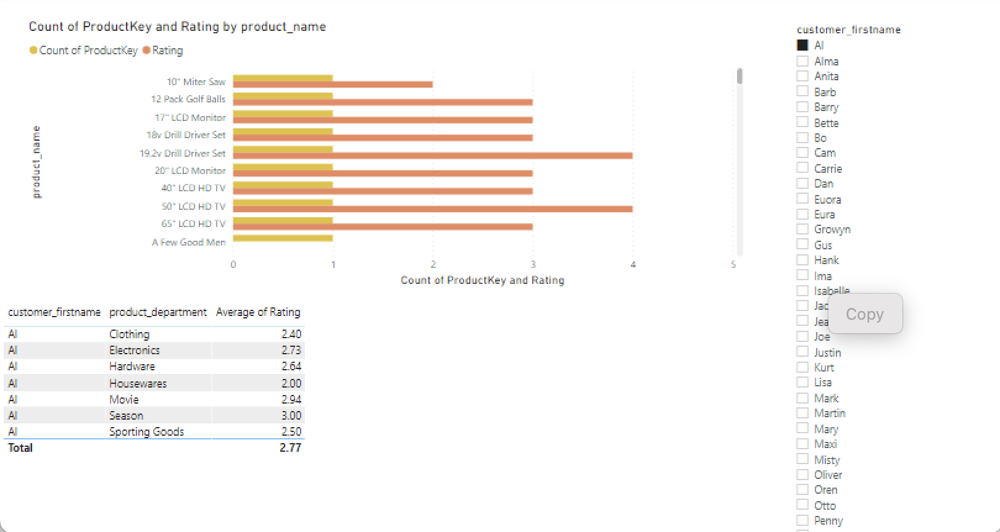 Count of ProductKey and Rating by product_name
Count of ProductKey Rating
10" Miter Saw
12 Pack Golf Balls
17" LCD Monitor
18v Drill Driver Set
19.2v Drill Driver Set
20" LCD Monitor
40" LCD HD TV
50" LCD HD TV
65" LCD HD TV
A Few Good Men
product_name
0 1 2 3 4 5
Count of ProductKey and Rating
customer_firstname product_department Average of Rating
Al Clothing 2.40
Al Electronics 2.73
Al Hardware 2.64
Al Housewares 2.00
Al Movie 2.94
Al Season 3.00
Al Sporting Goods 2.50
Total 2.77
customer_firstname
Al
Alma
Anita
Barb
Barry
Bette
Bo
Cam
Carrie
Dan
Euora
Eura
Growyn
Gus
Hank
Ima
Isabelle
Copy
Joe
Justin
Kurt
Lisa
Mark
Martin
Mary
Maxi
Misty
Oliver
Oren
Otto
Penny